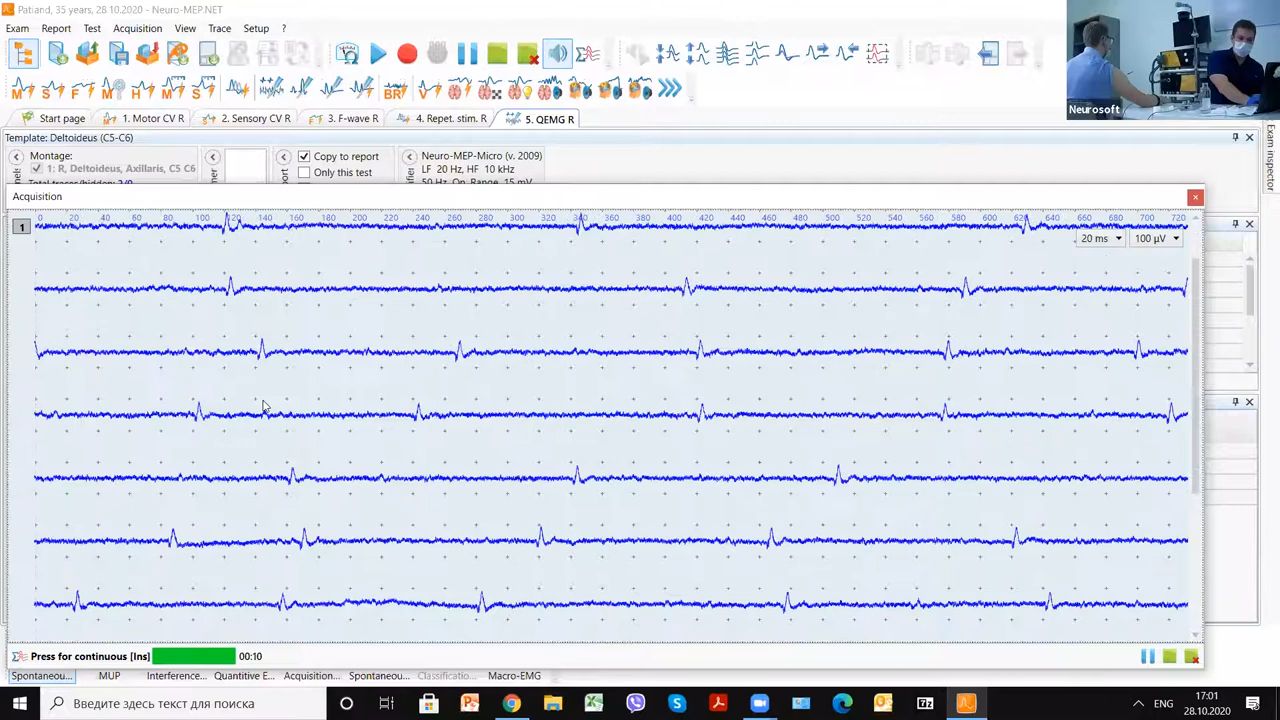 Patiand, 35 years, 28.10.2020 - Neuro-MEP.NET
Exam Report Test Acquisition View Trace Setup ?
Neurosoft
Start page 1. Motor CV R 2. Sensory CV R 3. F-wave R 4. Repet. stim. R 5. QEMG R
Template: Deltoideus (C5-C6)
Montage: Copy to report Neuro-MEP-Micro (v. 2009)
1: R, Deltoideus, Axillaris, C5 C6 Only this test LF 20 Hz, HF 10 kHz
Exam inspector
Acquisition
0 20 40 60 80 100 120 140 160 180 200 220 240 260 280 300 320 340 360 380 400 420 440 460 480 500 520 540 560 580 600 620 640 660 680 700 720
1
20 ms 100 µV
Press for continuous [Ins] 00:10
Spontaneou... MUP Interference... Quantitive E... Acquisition... Spontaneou... Classificatio... Macro-EMG
Введите здесь текст для поиска
ENG
17:01
28.10.2020